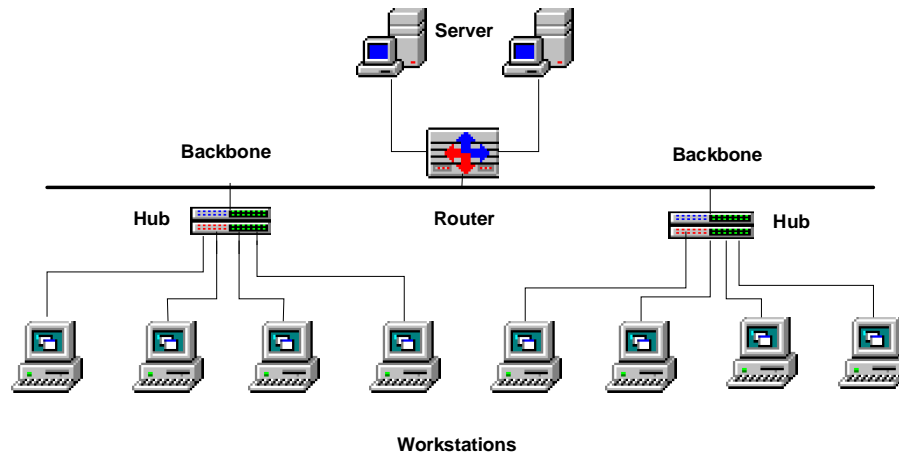 Server
Backbone
Backbone
Hub
Router
Hub
Workstations